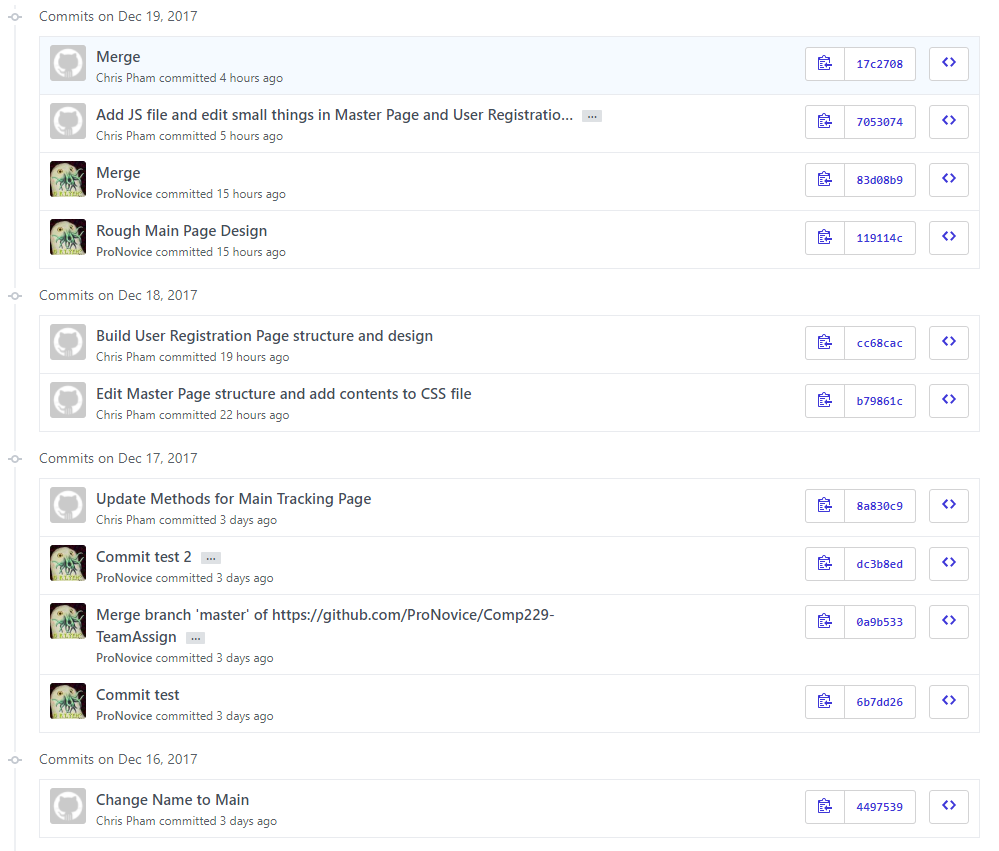 Commits on Dec 19, 2017
Merge
Chris Pham committed 4 hours ago
17c2708
Add JS file and edit small things in Master Page and User Registratio... …
Chris Pham committed 5 hours ago
7053074
Merge
ProNovice committed 15 hours ago
83d08b9
Rough Main Page Design
ProNovice committed 15 hours ago
119114c
Commits on Dec 18, 2017
Build User Registration Page structure and design
Chris Pham committed 19 hours ago
cc68cac
Edit Master Page structure and add contents to CSS file
Chris Pham committed 22 hours ago
b79861c
Commits on Dec 17, 2017
Update Methods for Main Tracking Page
Chris Pham committed 3 days ago
8a830c9
Commit test 2 …
ProNovice committed 3 days ago
dc3b8ed
Merge branch 'master' of https://github.com/ProNovice/Comp229-
TeamAssign …
ProNovice committed 3 days ago
0a9b533
Commit test
ProNovice committed 3 days ago
6b7dd26
Commits on Dec 16, 2017
Change Name to Main
Chris Pham committed 3 days ago
4497539